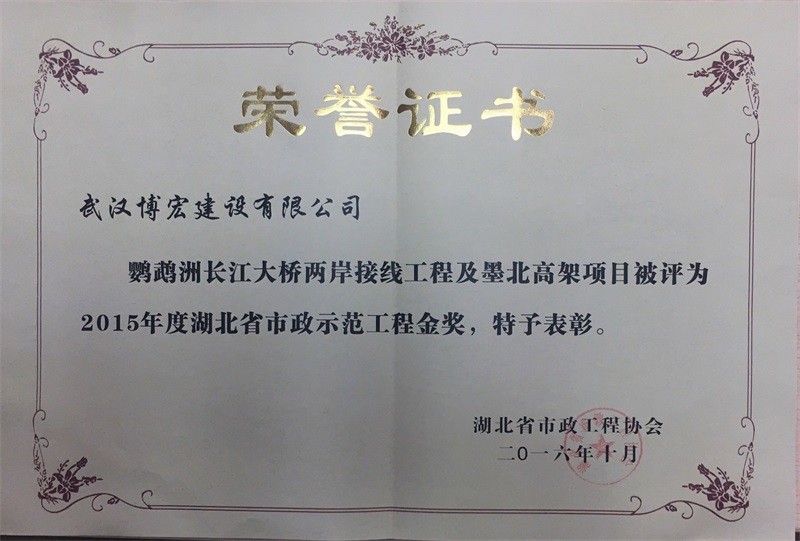 荣誉证书
武汉博宏建设有限公司
鹦鹉洲长江大桥两岸接线工程及墨北高架项目被评为
2015年度湖北省市政示范工程金奖，特予表彰。
湖北省市政工程协会
二0一六年十月